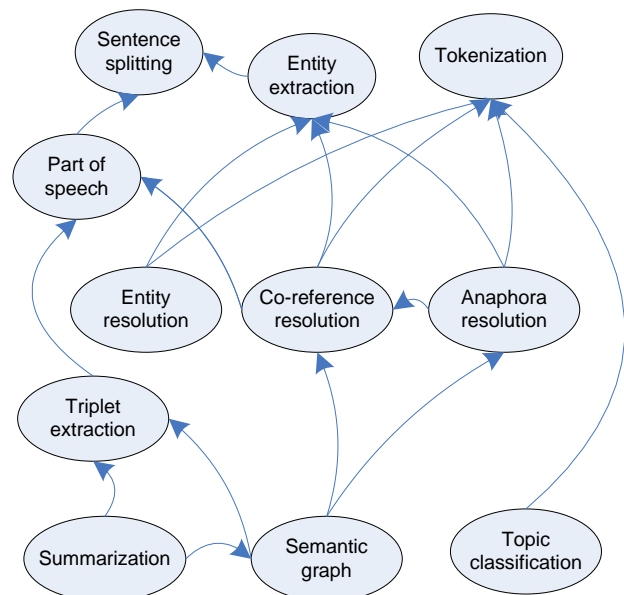 Sentence
splitting
Entity
extraction
Tokenization
Part of
speech
Entity
resolution
Co-reference
resolution
Anaphora
resolution
Triplet
extraction
Summarization
Semantic
graph
Topic
classification